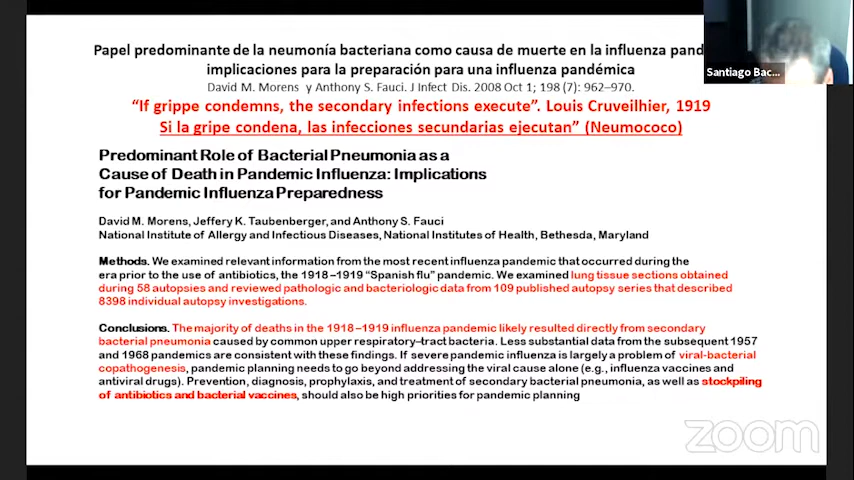 Papel predominante de la neumonía bacteriana como causa de muerte en la influenza pand
implicaciones para la preparación para una influenza pandémica
David M. Morens y Anthony S. Fauci. J Infect Dis. 2008 Oct 1; 198 (7): 962–970.
“If grippe condemns, the secondary infections execute”. Louis Cruveilhier, 1919
Si la gripe condena, las infecciones secundarias ejecutan” (Neumococo)
Santiago Bac...
Predominant Role of Bacterial Pneumonia as a
Cause of Death in Pandemic Influenza: Implications
for Pandemic Influenza Preparedness
David M. Morens, Jeffery K. Taubenberger, and Anthony S. Fauci
National Institute of Allergy and Infectious Diseases, National Institutes of Health, Bethesda, Maryland
Methods. We examined relevant information from the most recent influenza pandemic that occurred during the
era prior to the use of antibiotics, the 1918–1919 “Spanish flu” pandemic. We examined lung tissue sections obtained
during 58 autopsies and reviewed pathologic and bacteriologic data from 109 published autopsy series that described
8398 individual autopsy investigations.
Conclusions. The majority of deaths in the 1918–1919 influenza pandemic likely resulted directly from secondary
bacterial pneumonia caused by common upper respiratory–tract bacteria. Less substantial data from the subsequent 1957
and 1968 pandemics are consistent with these findings. If severe pandemic influenza is largely a problem of viral-bacterial
copathogenesis, pandemic planning needs to go beyond addressing the viral cause alone (e.g., influenza vaccines and
antiviral drugs). Prevention, diagnosis, prophylaxis, and treatment of secondary bacterial pneumonia, as well as stockpiling
of antibiotics and bacterial vaccines, should also be high priorities for pandemic planning
zoom